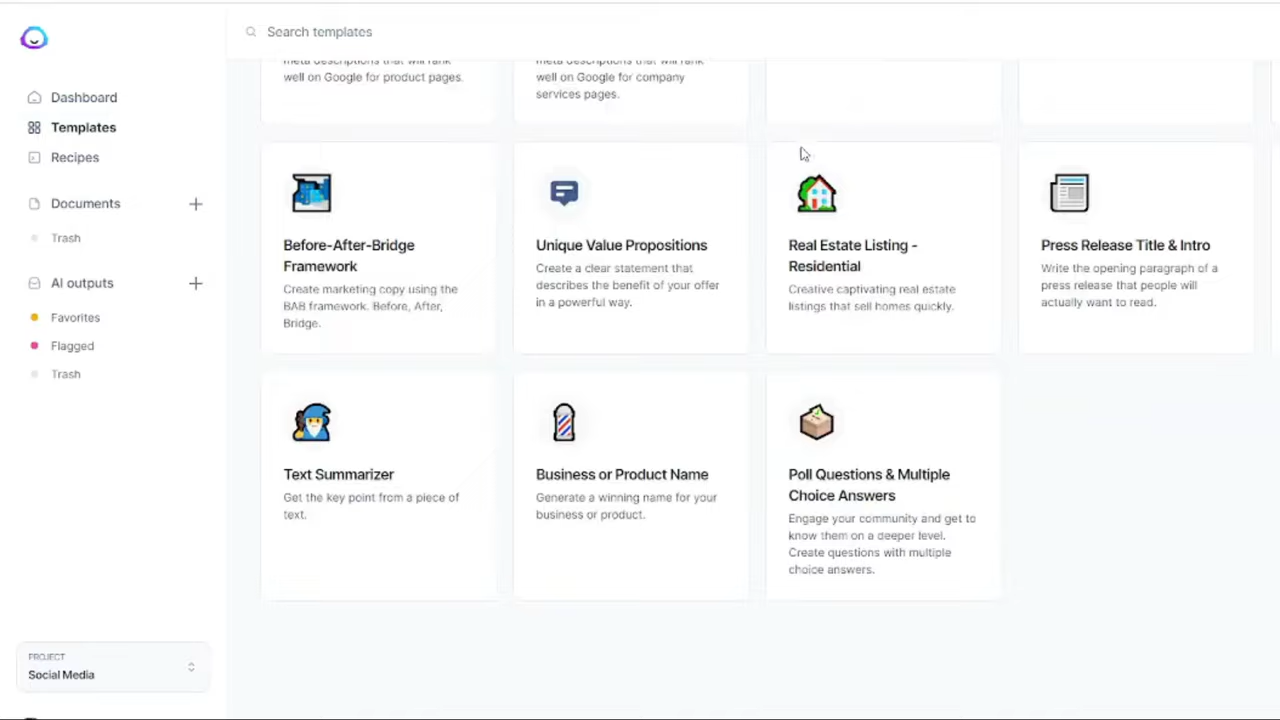 Search templates
Dashboard
Templates
Recipes
Documents
Trash
AI outputs
Favorites
Flagged
Trash
PROJECT
Social Media
meta descriptions that will rank
well on Google for product pages.
meta descriptions that will rank
well on Google for company
services pages.
Before-After-Bridge
Framework
Create marketing copy using the
BAB framework. Before, After,
Bridge.
Unique Value Propositions
Create a clear statement that
describes the benefit of your offer
in a powerful way.
Real Estate Listing -
Residential
Creative captivating real estate
listings that sell homes quickly.
Press Release Title & Intro
Write the opening paragraph of a
press release that people will
actually want to read.
Text Summarizer
Get the key point from a piece of
text.
Business or Product Name
Generate a winning name for your
business or product.
Poll Questions & Multiple
Choice Answers
Engage your community and get to
know them on a deeper level.
Create questions with multiple
choice answers.